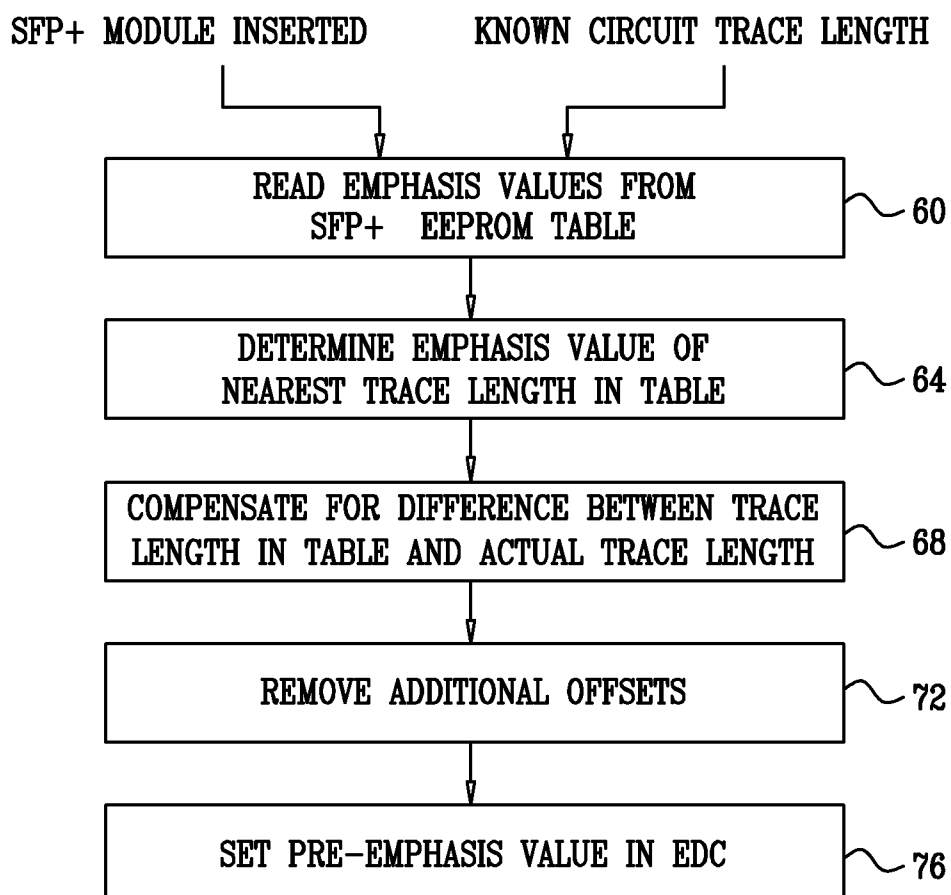 SFP+ MODULE INSERTED
KNOWN CIRCUIT TRACE LENGTH
READ EMPHASIS VALUES FROM
SFP+ EEPROM TABLE
60
DETERMINE EMPHASIS VALUE OF
NEAREST TRACE LENGTH IN TABLE
64
COMPENSATE FOR DIFFERENCE BETWEEN TRACE
LENGTH IN TABLE AND ACTUAL TRACE LENGTH
68
REMOVE ADDITIONAL OFFSETS
72
SET PRE-EMPHASIS VALUE IN EDC
76